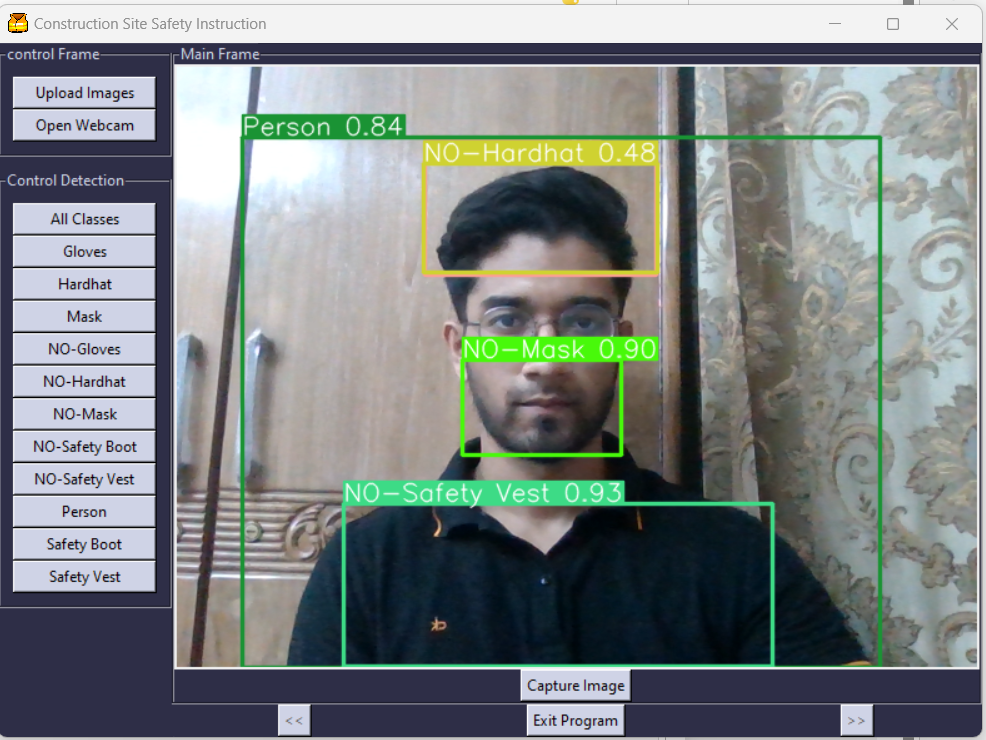 Construction Site Safety Instruction
control Frame
Upload Images
Open Webcam
Control Detection
All Classes
Gloves
Hardhat
Mask
NO-Gloves
NO-Hardhat
NO-Mask
NO-Safety Boot
NO-Safety Vest
Person
Safety Boot
Safety Vest
Main Frame
Person 0.84
NO-Hardhat 0.48
NO-Mask 0.90
NO-Safety Vest 0.93
Capture Image
<< Exit Program >>